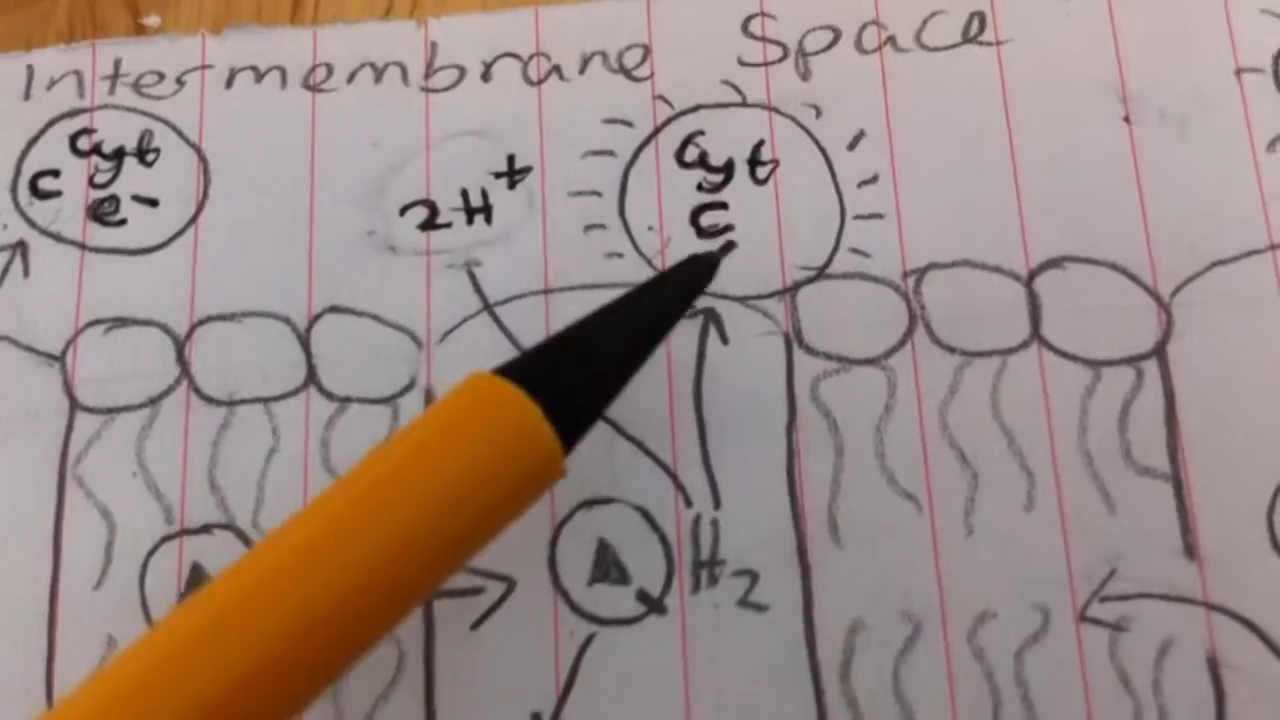 Intermembrane Space
Cyt
C
e-
2H+
Cyt
C
Q
H2